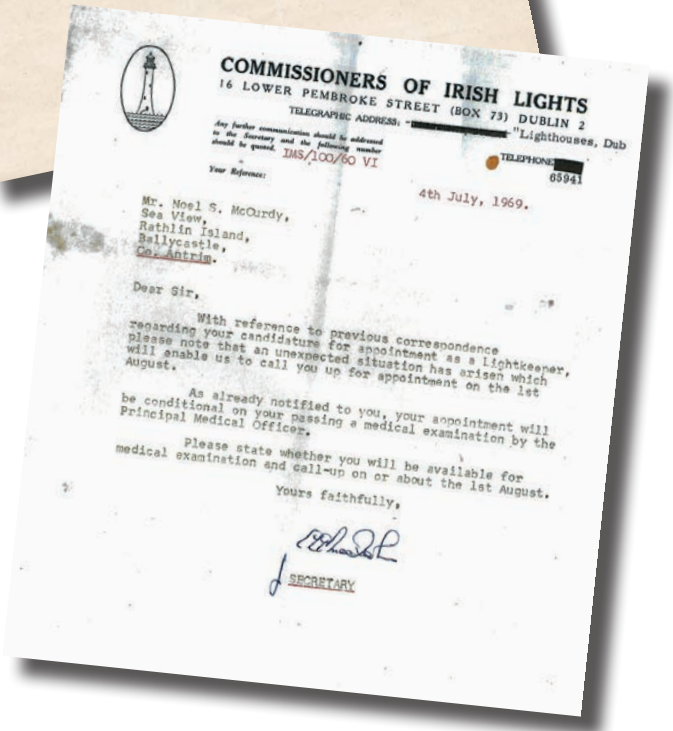 COMMISSIONERS OF IRISH LIGHTS
16 LOWER PEMBROKE STREET (BOX 73) DUBLIN 2
TELEGRAPHIC ADDRESS: "Lighthouses, Dub
Any further communication should be addressed
to the Secretary and the following number
should be quoted. IMS/100/60 VI
TELEPHONE
65941
Your Reference:
4th July, 1969.
Mr. Noel S. McCurdy,
Sea View,
Rathlin Island,
Ballycastle,
Co. Antrim.
Dear Sir,
With reference to previous correspondence
regarding your candidature for appointment as a Lightkeeper,
please note that an unexpected situation has arisen which
will enable us to call you up for appointment on the 1st
August.
As already notified to you, your appointment will
be conditional on your passing a medical examination by the
Principal Medical Officer.
Please state whether you will be available for
medical examination and call-up on or about the 1st August.
Yours faithfully,
SECRETARY